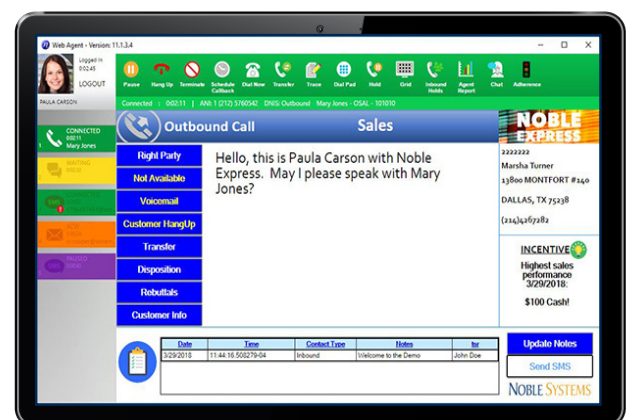 Web Agent - Version: 11.1.3.4
Logged In
0:02:45
LOGOUT
PAULA CARSON
Pause
Hang Up
Terminate
Schedule Callback
Dial Now
Transfer
Trace
Dial Pad
Hold
Grid
Inbound Holds
Agent Report
Chat
Adherence
Connected : 0:02:11 | ANI: 1 (212) 5760542 DNIS: Outbound Mary Jones - OSAL - 101010
CONNECTED
0:02:11
Mary Jones
WAITING
PAUSED
Outbound Call
Sales
NOBLE
EXPRESS
Right Party
Not Available
Voicemail
Customer HangUp
Transfer
Disposition
Rebuttals
Customer Info
Hello, this is Paula Carson with Noble
Express. May I please speak with Mary
Jones?
2222222
Marsha Turner
13800 MONTFORT #140
DALLAS, TX 75238
(214)4267282
INCENTIVE
Highest sales
performance
3/29/2018:
$100 Cash!
Date Time Contact Type Notes tsr
3/29/2018 11:44:16.508279-04 Inbound Welcome to the Demo John Doe
Update Notes
Send SMS
NOBLE SYSTEMS